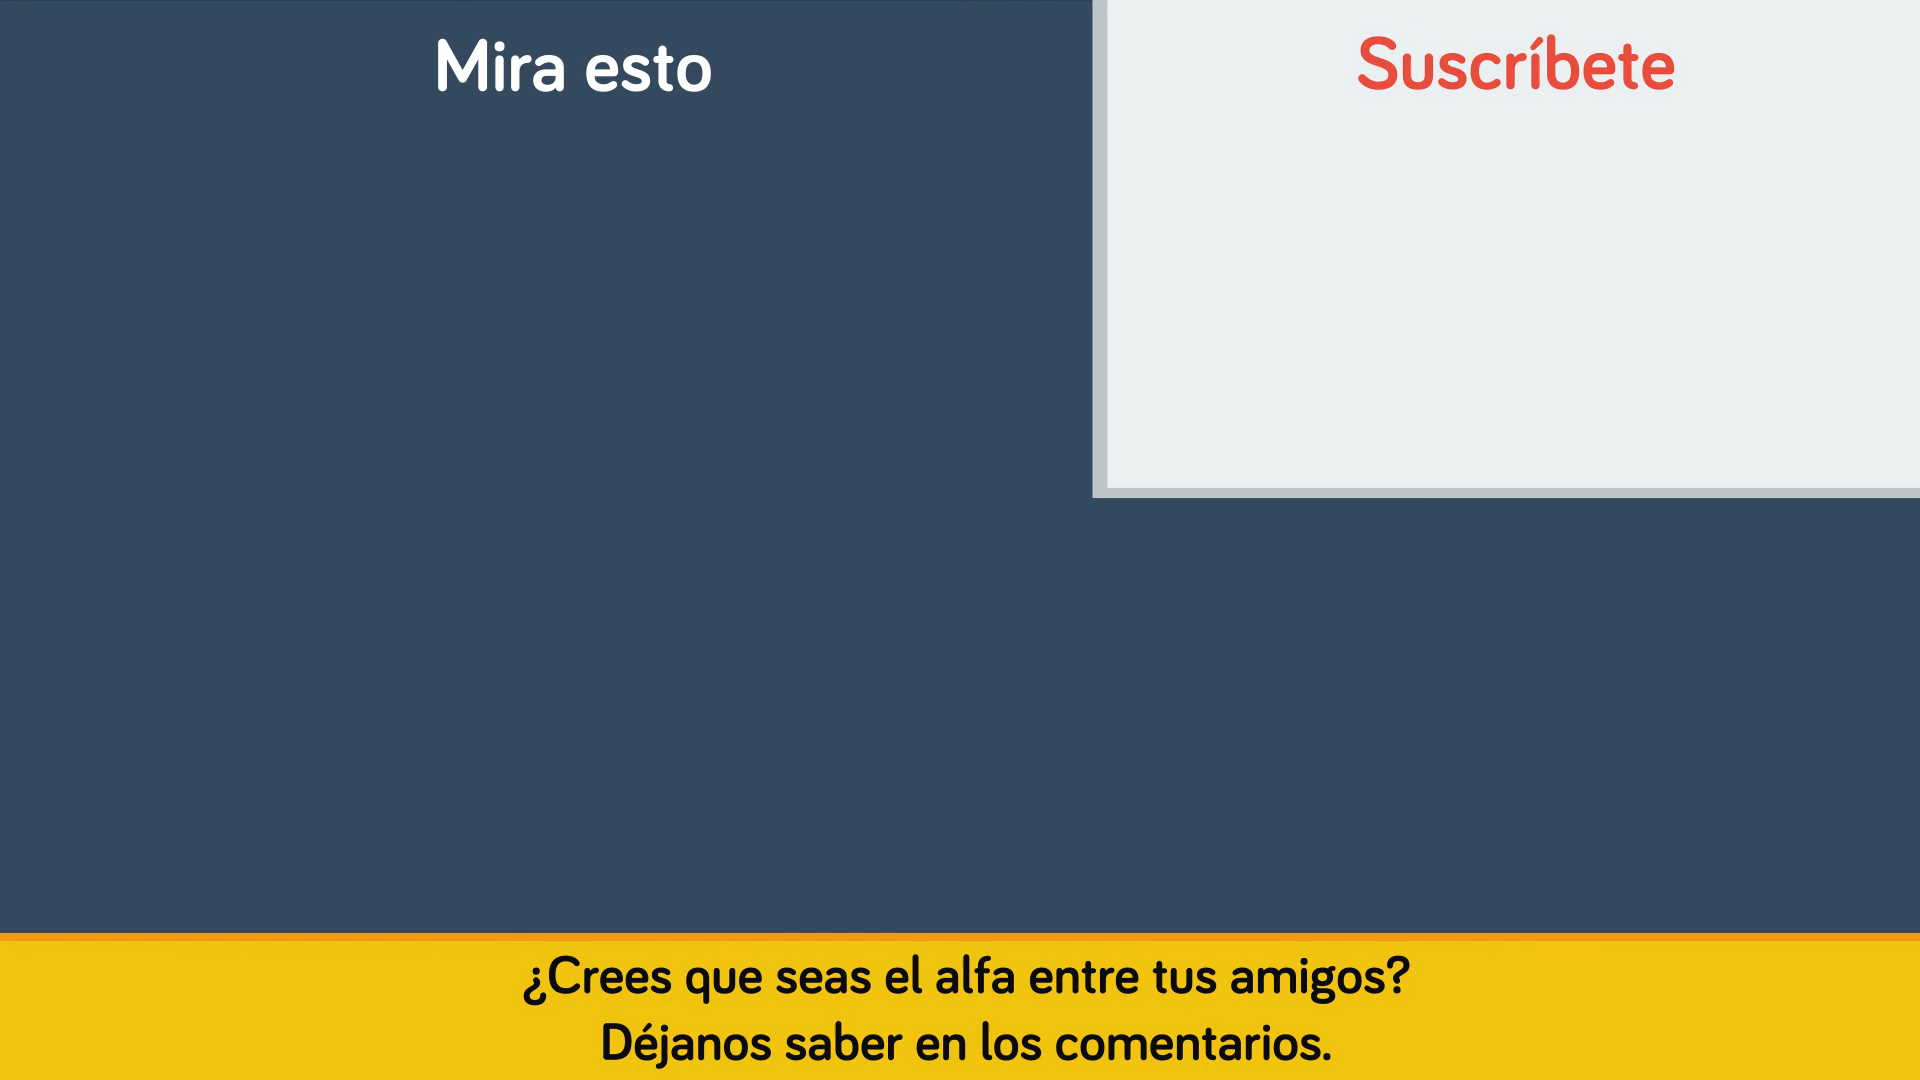 Mira esto
Suscríbete
¿Crees que seas el alfa entre tus amigos?
Déjanos saber en los comentarios.